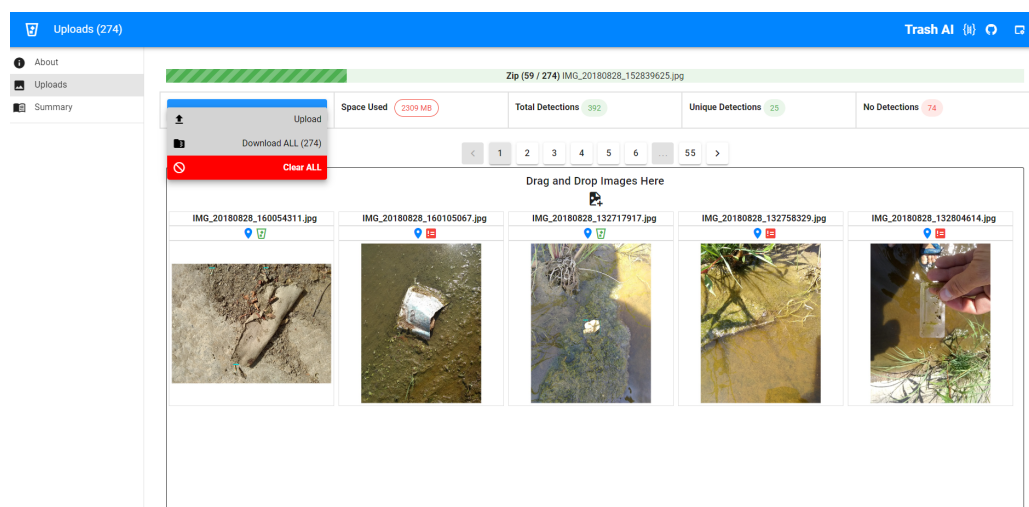 Uploads (274)
Trash AI
About
Uploads
Summary
Zip (59 / 274) IMG_20180828_152839625.jpg
Upload
Download ALL (274)
Clear ALL
Space Used 2309 MB
Total Detections 392
Unique Detections 25
No Detections 74
< 1 2 3 4 5 6 ... 55 >
Drag and Drop Images Here
IMG_20180828_160054311.jpg
IMG_20180828_160105067.jpg
IMG_20180828_132717917.jpg
IMG_20180828_132758329.jpg
IMG_20180828_132804614.jpg